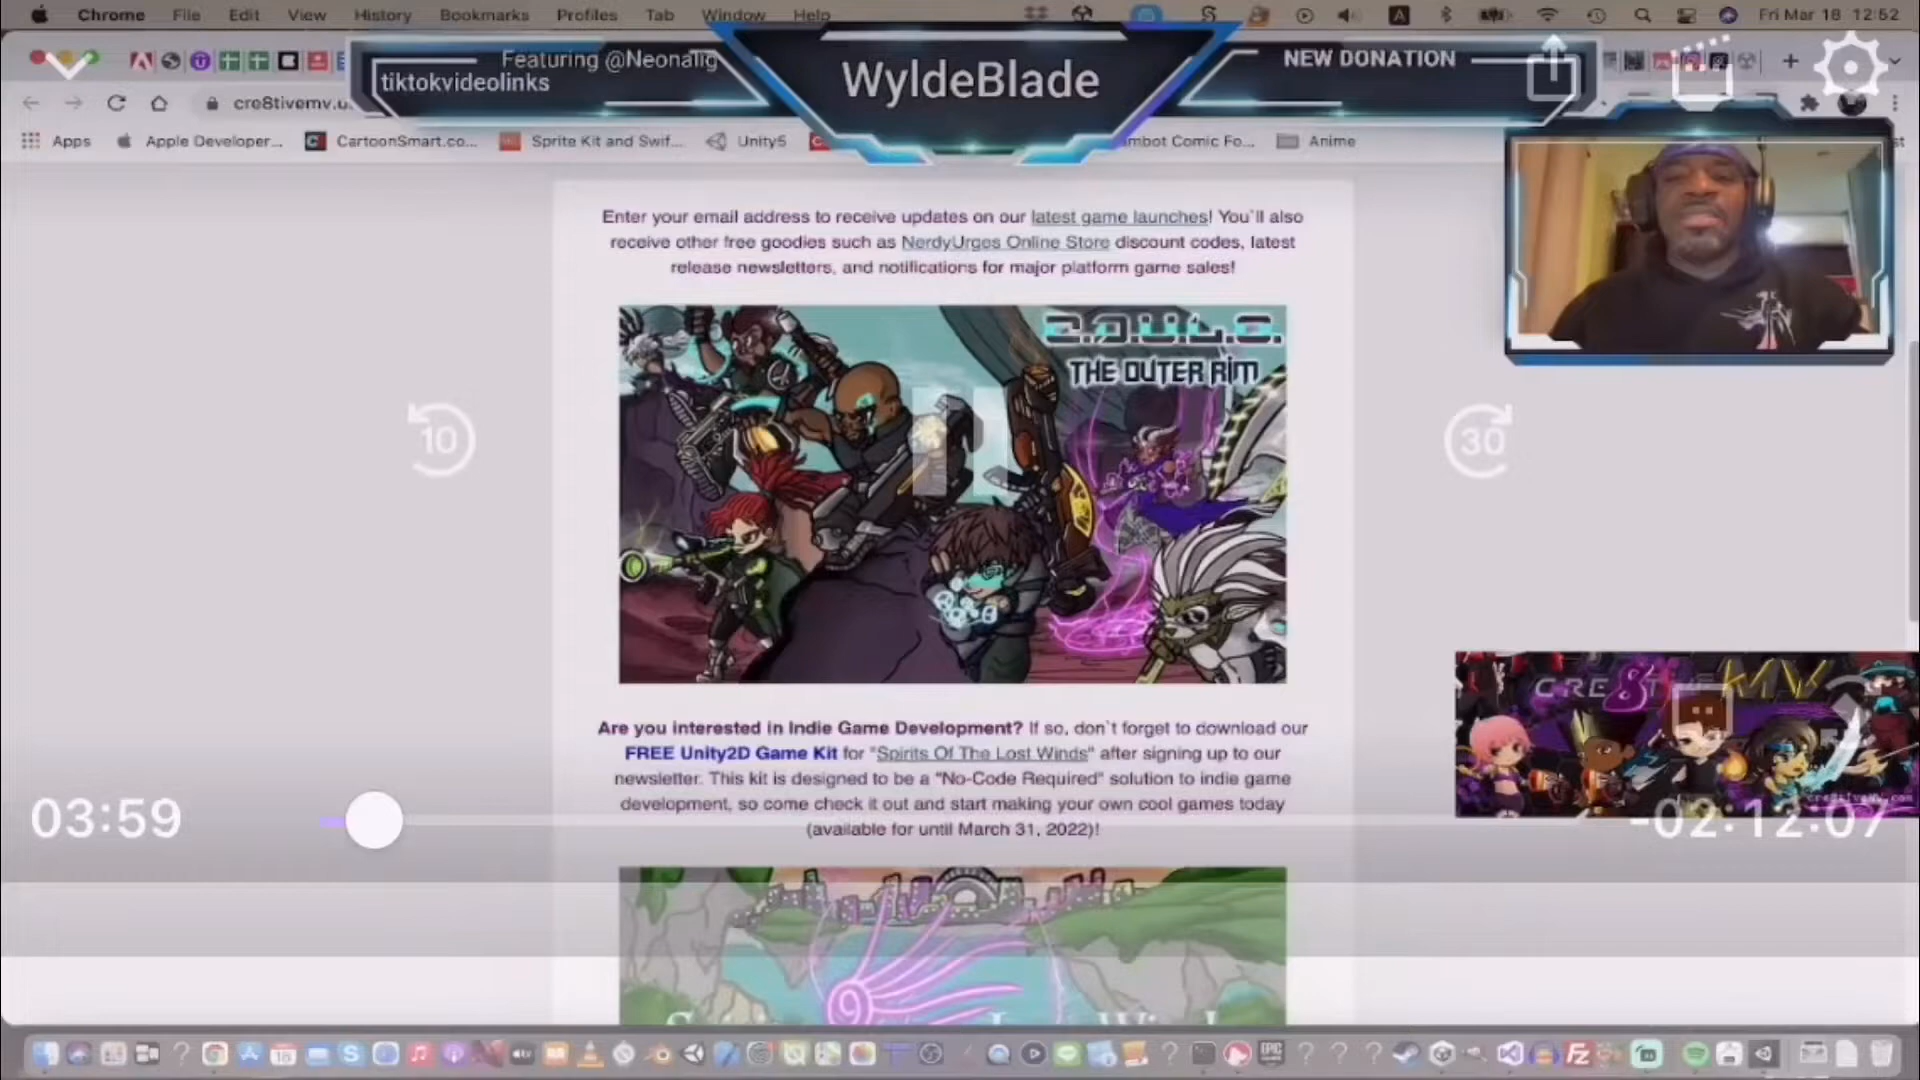 Chrome File Edit View History Bookmarks Profiles Tab Window Help
Fri Mar 18 12:52
Featuring @Neonalig
tiktokvideolinks
WyldeBlade
NEW DONATION
cre8tivemv.u
Apps
Apple Developer...
CartoonSmart.co...
Sprite Kit and Swif...
Unity5
mbot Comic Fo...
Anime
Enter your email address to receive updates on our latest game launches! You'll also
receive other free goodies such as NerdyUrges Online Store discount codes, latest
release newsletters, and notifications for major platform game sales!
THE OUTER RIM
10
30
Are you interested in Indie Game Development? If so, don't forget to download our
FREE Unity2D Game Kit for "Spirits Of The Lost Winds" after signing up to our
newsletter. This kit is designed to be a "No-Code Required" solution to indie game
development, so come check it out and start making your own cool games today
(available for until March 31, 2022)!
CRE8TIVE MV
cre8tivemv.com
03:59
-02:12:07